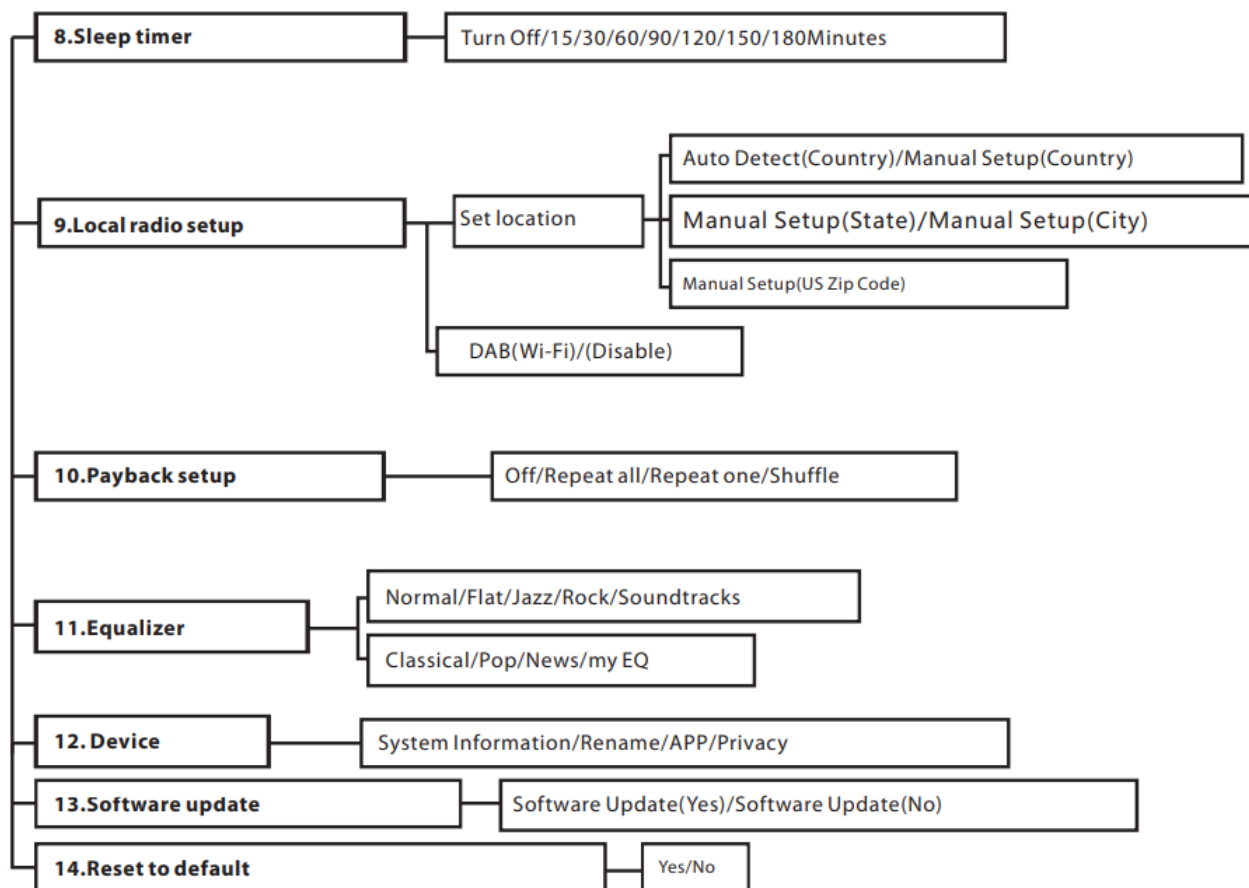 8.Sleep timer
Turn Off/15/30/60/90/120/150/180Minutes
9.Local radio setup
Set location
Auto Detect(Country)/Manual Setup(Country)
Manual Setup(State)/Manual Setup(City)
Manual Setup(US Zip Code)
DAB(Wi-Fi)/(Disable)
10.Payback setup
Off/Repeat all/Repeat one/Shuffle
11.Equalizer
Normal/Flat/Jazz/Rock/Soundtracks
Classical/Pop/News/my EQ
12. Device
System Information/Rename/APP/Privacy
13.Software update
Software Update(Yes)/Software Update(No)
14.Reset to default
Yes/No